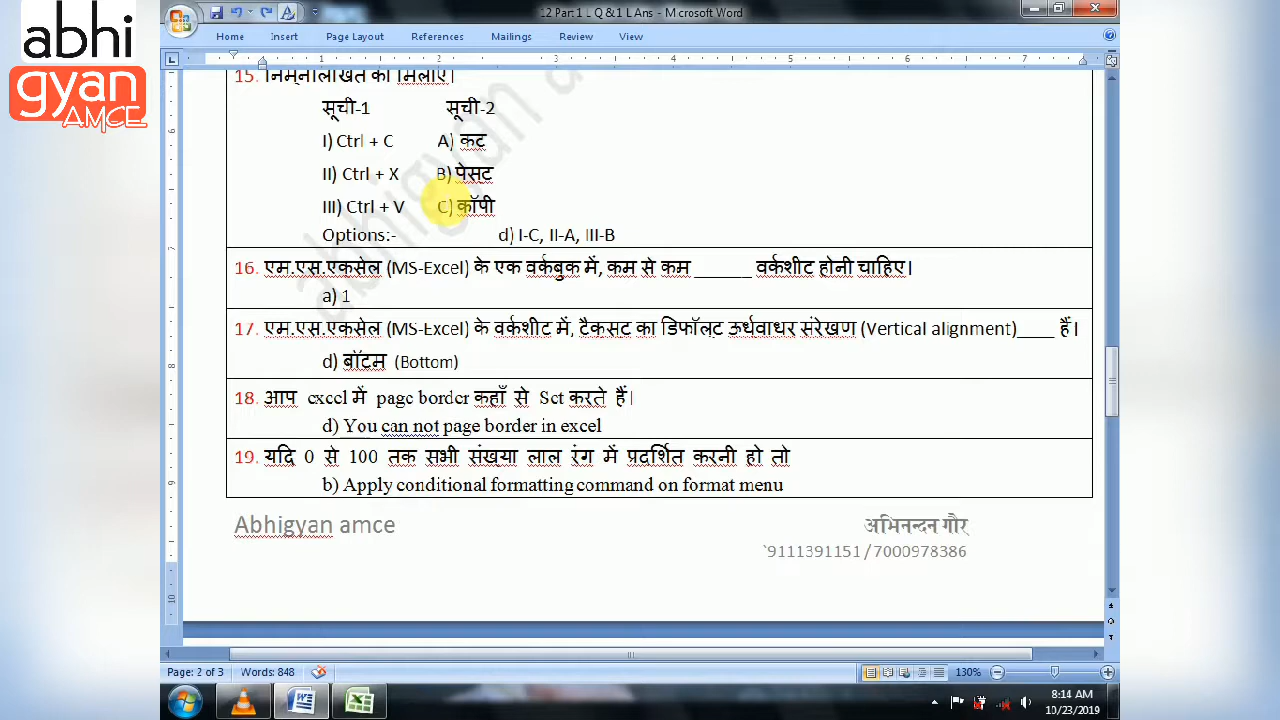 abhi
gyan
AMCE
12 Part 1 L Q & 1 L Ans - Microsoft Word
Home Insert Page Layout References Mailings Review View
15. निम्नलिखित को मिलाए।
सूची-1 सूची-2
I) Ctrl + C A) कट
II) Ctrl + X B) पेस्ट
III) Ctrl + V C) कॉपी
Options:- d) I-C, II-A, III-B
16. एम.एस.एक्सेल (MS-Excel) के एक वर्कबुक में, कम से कम ______ वर्कशीट होनी चाहिए।
a) 1
17. एम.एस.एक्सेल (MS-Excel) के वर्कशीट में, टैक्सट का डिफॉल्ट ऊर्धवाधर संरेखण (Vertical alignment)____ हैं।
d) बॉटम (Bottom)
18. आप excel में page border कहाँ से Set करते हैं।
d) You can not page border in excel
19. यदि 0 से 100 तक सभी संख्या लाल रंग में प्रदर्शित करनी हो तो
b) Apply conditional formatting command on format menu
Abhigyan amce अभिनन्दन गौर
`9111391151 / 7000978386
Page: 2 of 3 Words: 848 130%
8:14 AM
10/23/2019